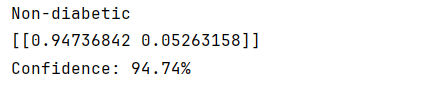 Non-diabetic
[[0.94736842 0.05263158]]
Confidence: 94.74%